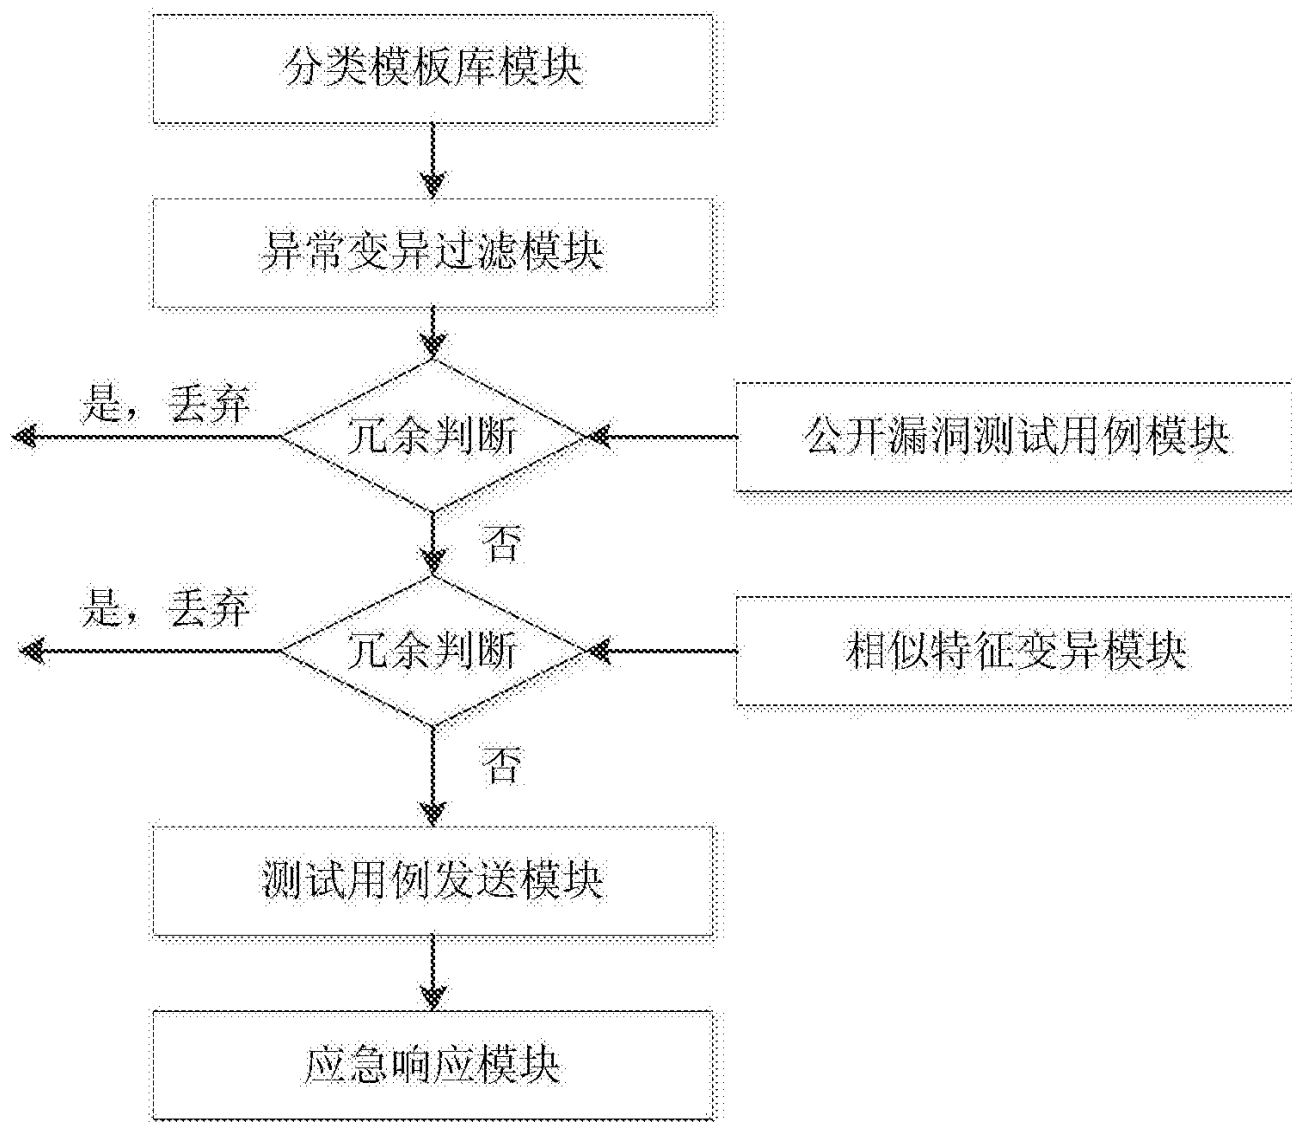 分类模板库模块
异常变异过滤模块
是，丢弃
冗余判断
公开漏洞测试用例模块
否
是，丢弃
冗余判断
相似特征变异模块
否
测试用例发送模块
应急响应模块